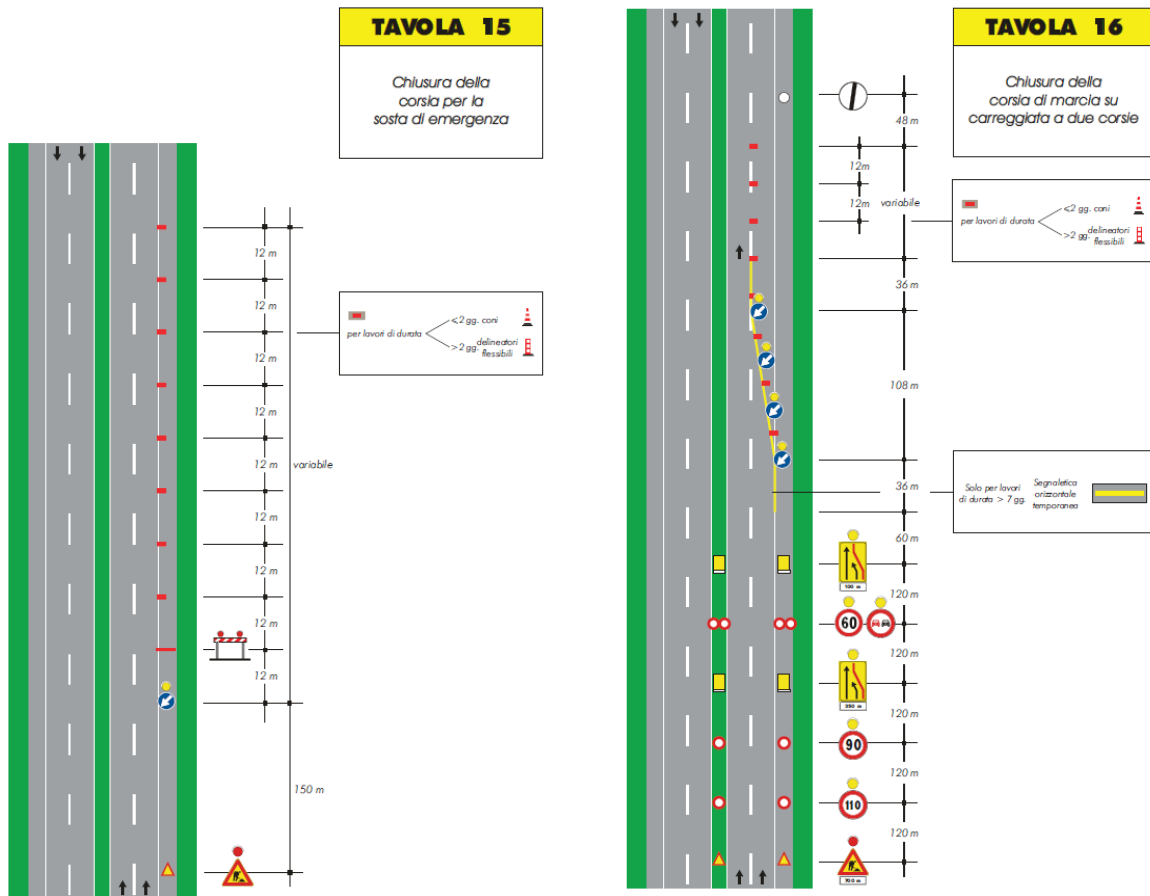 TAVOLA 15
Chiusura della
corsia per la
sosta di emergenza
12 m
12 m
12 m
12 m
12 m
12 m
12 m
12 m
12 m
variabile
150 m
per lavori di durata
<2 gg. coni
>2 gg. delineatori
flessibili
TAVOLA 16
Chiusura della
corsia di marcia su
carreggiata a due corsie
48 m
12m
12m
variabile
36 m
108 m
36 m
60 m
120 m
120 m
120 m
120 m
120 m
per lavori di durata
<2 gg. coni
>2 gg. delineatori
flessibili
Solo per lavori
di durata > 7 gg.
Segnaletica
orizzontale
temporanea
100 m
60
350 m
90
110
700 m